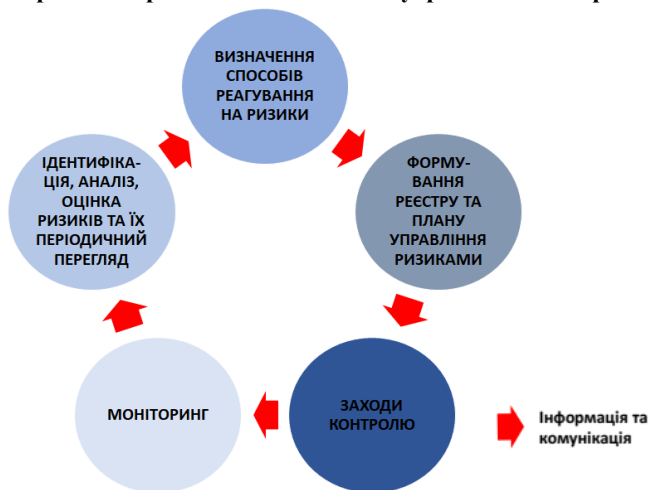 ВИЗНАЧЕННЯ
СПОСОБІВ
РЕАГУВАННЯ
НА РИЗИКИ
ІДЕНТИФІКА-
ЦІЯ, АНАЛІЗ,
ОЦІНКА
РИЗИКІВ ТА ЇХ
ПЕРІОДИЧНИЙ
ПЕРЕГЛЯД
ФОРМУ-
ВАННЯ
РЕЄСТРУ ТА
ПЛАНУ
УПРАВЛІННЯ
РИЗИКАМИ
МОНІТОРИНГ
ЗАХОДИ
КОНТРОЛЮ
Інформація та
комунікація